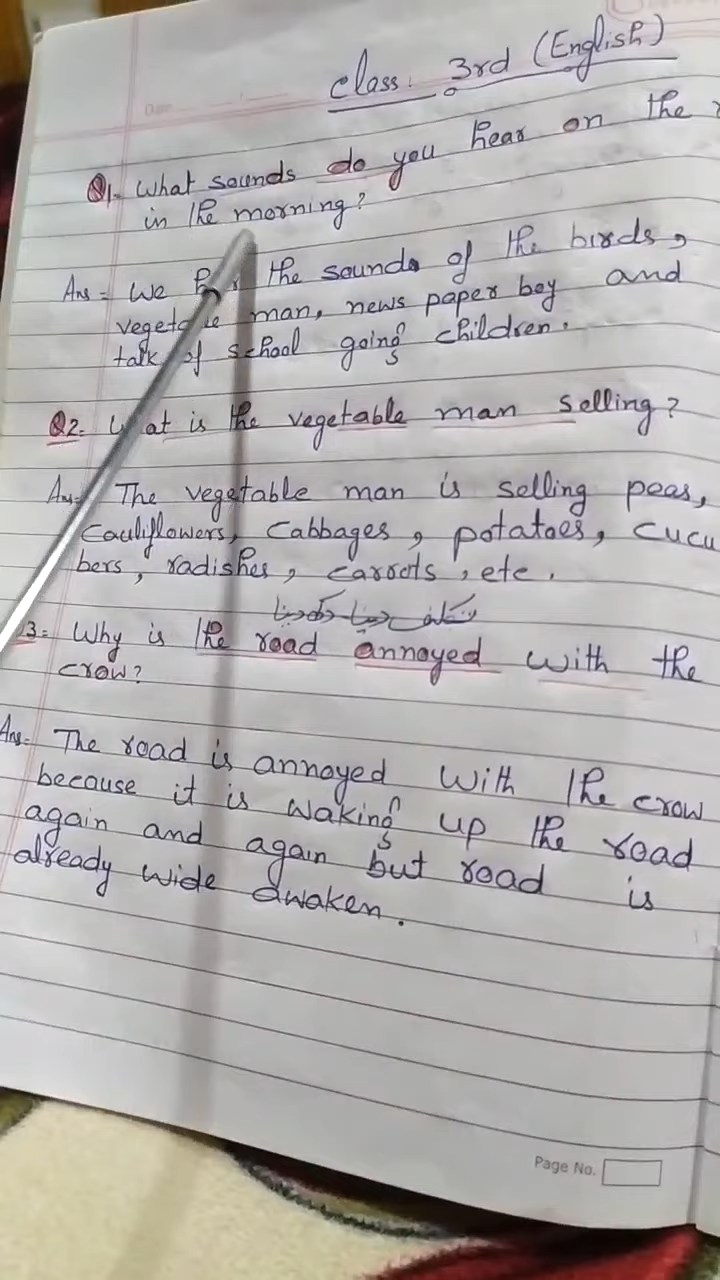 Date
Class: 3rd (English)
Q1- What sounds do you hear on the
in the morning?
Ans = We the sounds of the birds,
man, news paper boy and
talk of school going children.
Q2. What is the vegetable man selling?
Ans- The vegetable man is selling peas,
Cauliflowers, Cabbages, potatoes, cucu
bers, radishes, carrots, etc.
3= Why is the road annoyed with the
crow?
Ans- The road is annoyed with the crow
because it is waking up the road
again and again but road is
already wide awaken.
Page No.